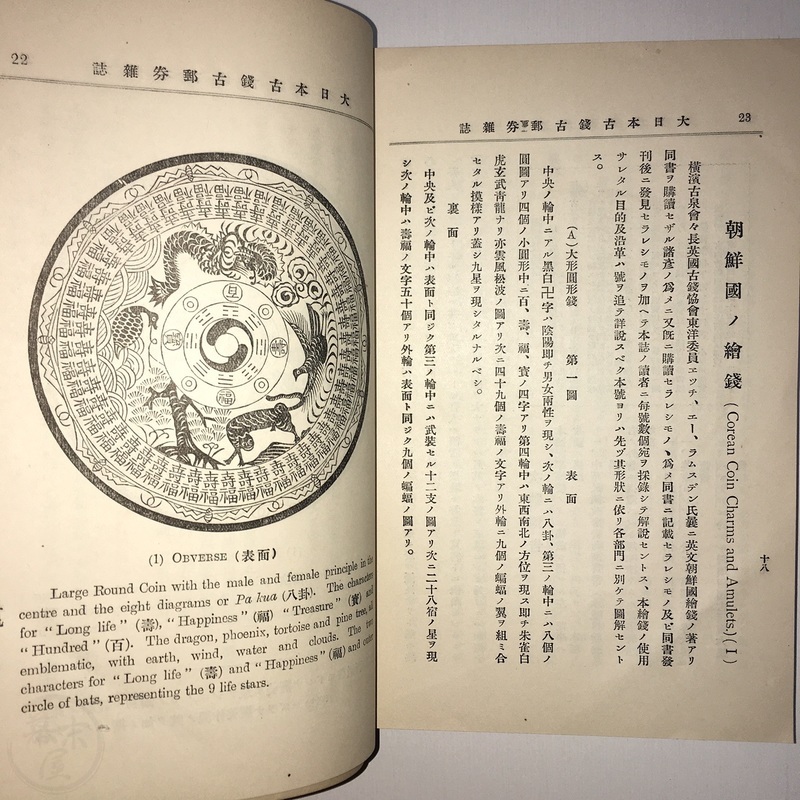 22
大日本古錢古郵券雜誌
(1) OBVERSE (表面)
Large Round Coin with the male and female principle in the
centre and the eight diagrams or Pa kua (八卦). The characters
for "Long life" (壽), "Happiness" (福) "Treasure" (寳) and
"Hundred" (百). The dragon, phoenix, tortoise and pine tree, all
emblematic, with earth, wind, water and clouds. The two
characters for "Long life" (壽) and "Happiness" (福) and outer
circle of bats, representing the 9 life stars.
大日本古錢古郵券雜誌
23
朝鮮國ノ繪錢 (Corean Coin Charms and Amulets,) (I)
十八
橫濱古泉會々長英國古錢協會東洋委員エッチ、エー、ラムスデン氏曩ニ英文朝鮮國繪錢ノ著アリ
同書ヲ購讀セザル諸彥ノ爲メニ又旣ニ購讀セラレシモノヽ爲メ同書ニ記載セラレシモノ及ビ同書發
刊後ニ發見セラレシモノヲ加ヘテ本誌ノ讀者ニ每號數個宛ヲ採錄シテ解說セントス、本繪錢ノ使用
サレタル目的及沿革ハ號ヲ追テ詳說スベク本號ヨリハ先ヅ其形狀ニ依リ各部門ニ別ケテ圖解セント
ス。
(A)大形圓形錢 第一圖 表面
中央ノ輪中ニアル黑白卍字ハ陰陽即チ男女兩性ヲ現シ、次ノ輪ニハ八卦、第三ノ輪中ニハ八個ノ
圓圖アリ四個ノ小圓形中ニ百、壽、福、寳ノ四字アリ第四輪中ハ東西南北ノ方位ヲ現ス即チ朱雀白
虎玄武靑龍ナリ亦雲風松波ノ圖アリ次ニ四十九個ノ壽福ノ文字アリ外輪ニ九個ノ蝙蝠ノ翼ヲ組ミ合
セタル摸樣アリ蓋シ九星ヲ現シタルナルベシ。
裏面
中央及ビ次ノ輪中ハ表面ト同ジク第三ノ輪中ニハ武裝セル十二支ノ圖アリ次ニ二十八宿ノ星ヲ現
シ次ノ輪中ハ壽福ノ文字五十個アリ外輪ハ表面ト同ジク九個ノ蝙蝠ノ圖アリ。